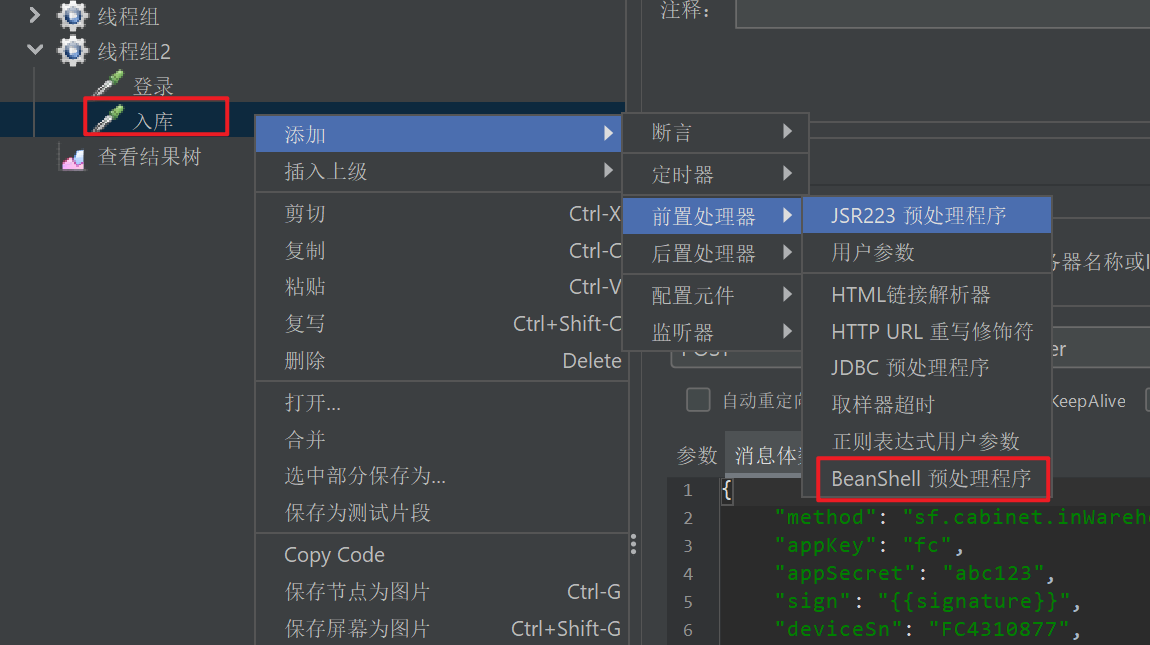 线程组
线程组2
登录
入库
查看结果树
注释：
添加
插入上级
剪切 Ctrl-X
复制 Ctrl-C
粘贴 Ctrl-V
复写 Ctrl+Shift-C
删除 Delete
打开...
合并
选中部分保存为...
保存为测试片段
Copy Code
保存节点为图片 Ctrl-G
保存屏幕为图片 Ctrl+Shift-G
断言
定时器
前置处理器
后置处理器
配置元件
监听器
JSR223 预处理程序
用户参数
HTML链接解析器
HTTP URL 重写修饰符
JDBC 预处理程序
取样器超时
正则表达式用户参数
BeanShell 预处理程序
务器名称或I
POST
er
自动重定向
KeepAlive
参数 消息体数
1 {
2 "method": "sf.cabinet.inWareh
3 "appKey": "fc",
4 "appSecret": "abc123",
5 "sign": "{{signature}}",
6 "deviceSn": "FC4310877",